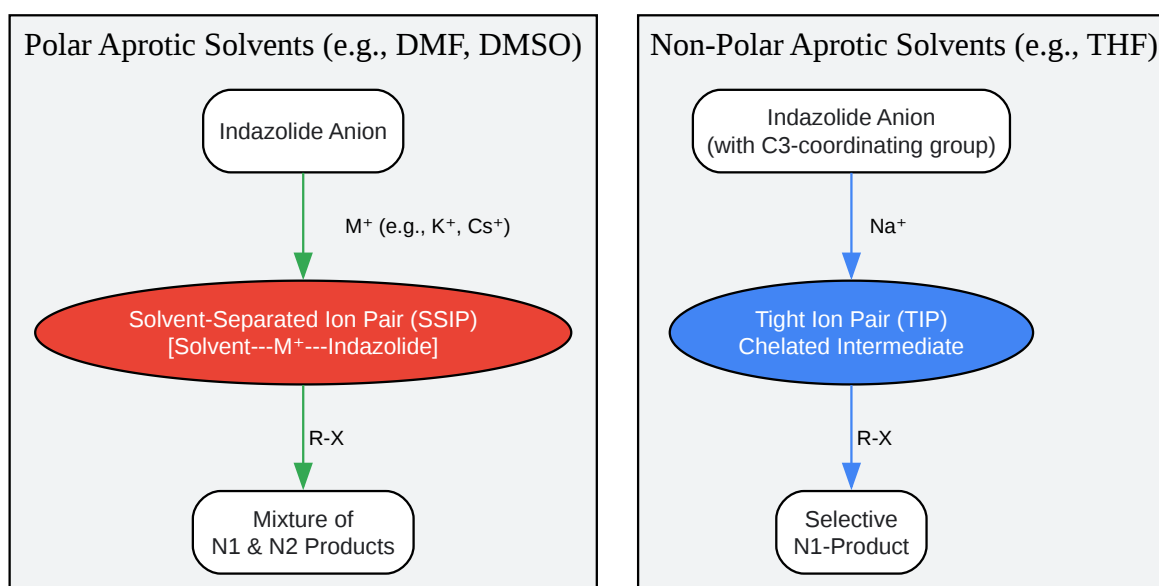 Polar Aprotic Solvents (e.g., DMF, DMSO)
Indazolide Anion
M⁺ (e.g., K⁺, Cs⁺)
Solvent-Separated Ion Pair (SSIP)
[Solvent---M⁺---Indazolide]
R-X
Mixture of
N1 & N2 Products
Non-Polar Aprotic Solvents (e.g., THF)
Indazolide Anion
(with C3-coordinating group)
Na⁺
Tight Ion Pair (TIP)
Chelated Intermediate
R-X
Selective
N1-Product